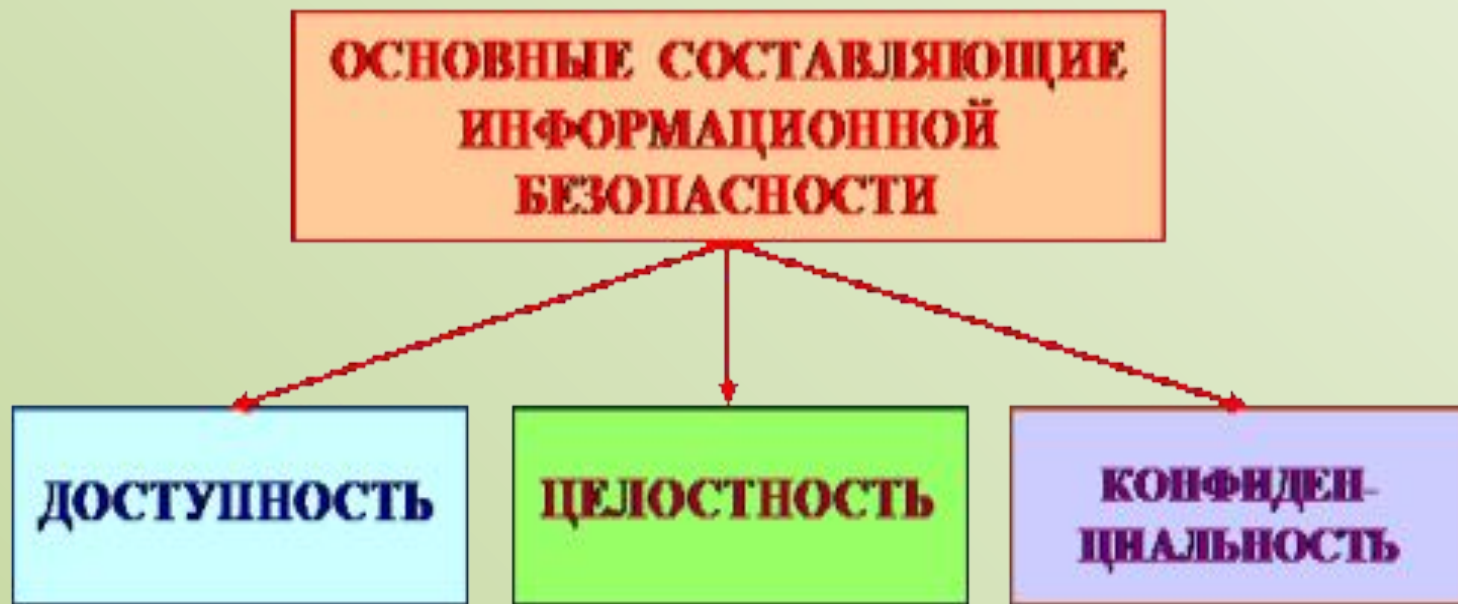 ОСНОВНЫЕ СОСТАВЛЯЮЩИЕ
ИНФОРМАЦИОННОЙ
БЕЗОПАСНОСТИ
ДОСТУПНОСТЬ
ЦЕЛОСТНОСТЬ
КОНФИДЕН-
ЦИАЛЬНОСТЬ